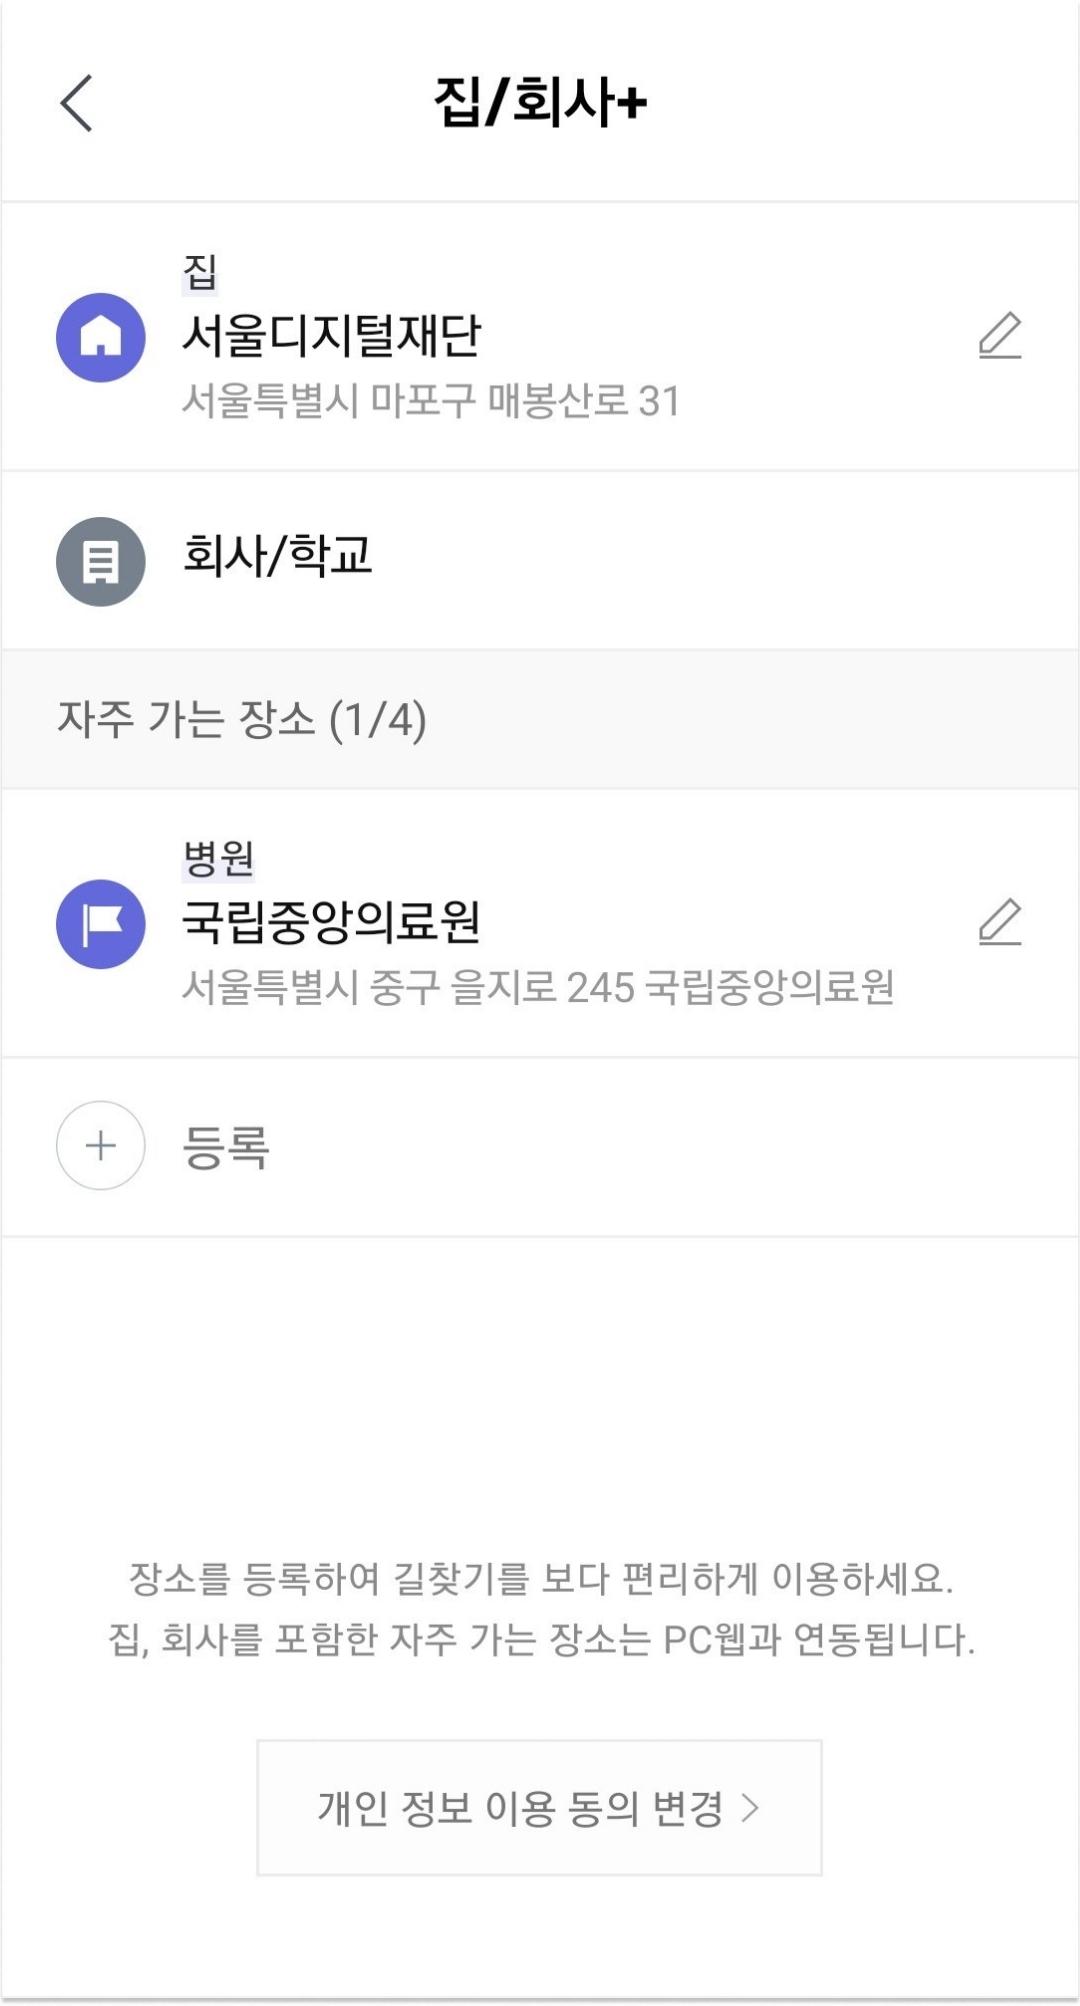 집/회사+
집
서울디지털재단
서울특별시 마포구 매봉산로 31
회사/학교
자주 가는 장소 (1/4)
병원
국립중앙의료원
서울특별시 중구 을지로 245 국립중앙의료원
등록
장소를 등록하여 길찾기를 보다 편리하게 이용하세요.
집, 회사를 포함한 자주 가는 장소는 PC웹과 연동됩니다.
개인 정보 이용 동의 변경 >